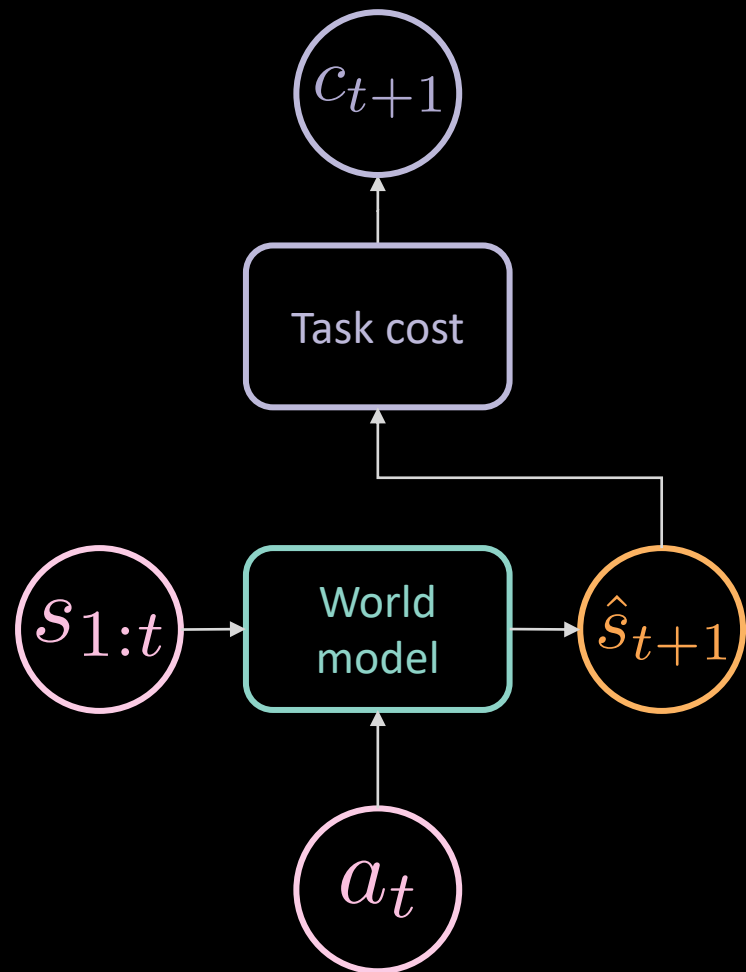 c_{t+1}
Task cost
s_{1:t}
World
model
ŝ_{t+1}
a_t